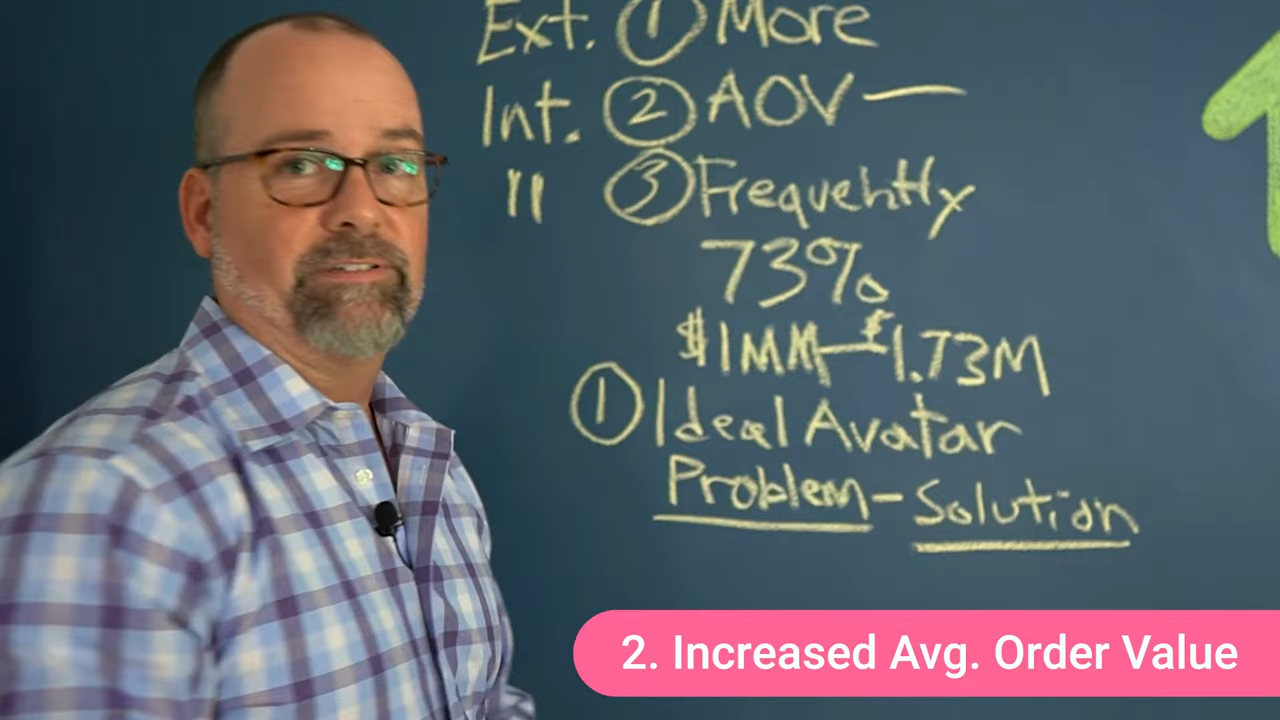 Ext. ① More
Int. ② AOV —
〃 ③ Frequently
73%
$1MM — $1.73M
① Ideal Avatar
Problem - Solution
2. Increased Avg. Order Value